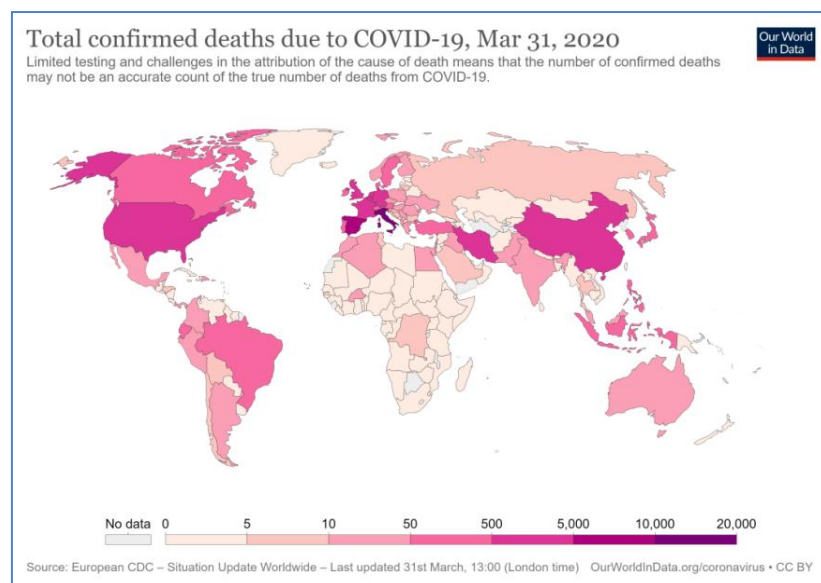 Total confirmed deaths due to COVID-19, Mar 31, 2020
Our World
in Data
Limited testing and challenges in the attribution of the cause of death means that the number of confirmed deaths
may not be an accurate count of the true number of deaths from COVID-19.
No data 0 5 10 50 500 5,000 10,000 20,000
Source: European CDC – Situation Update Worldwide – Last updated 31st March, 13:00 (London time) OurWorldInData.org/coronavirus • CC BY